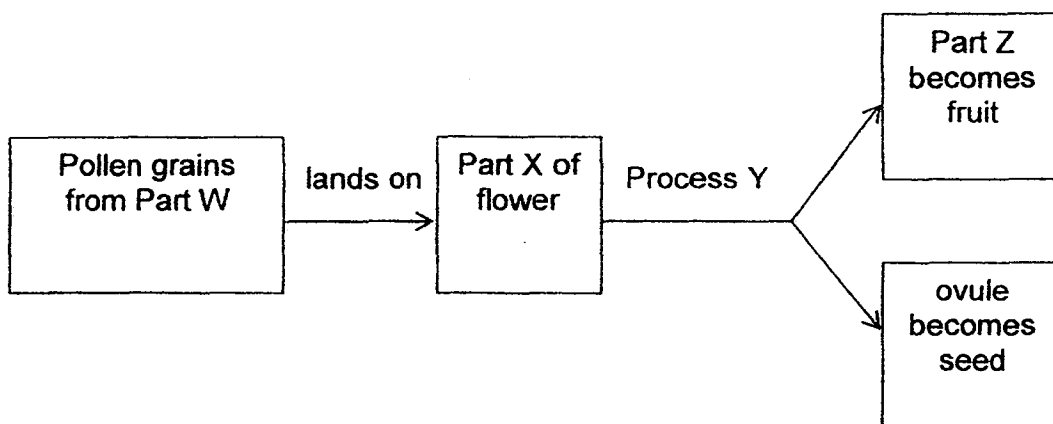 Pollen grains
from Part W
lands on
Part X of
flower
Process Y
Part Z
becomes
fruit
ovule
becomes
seed